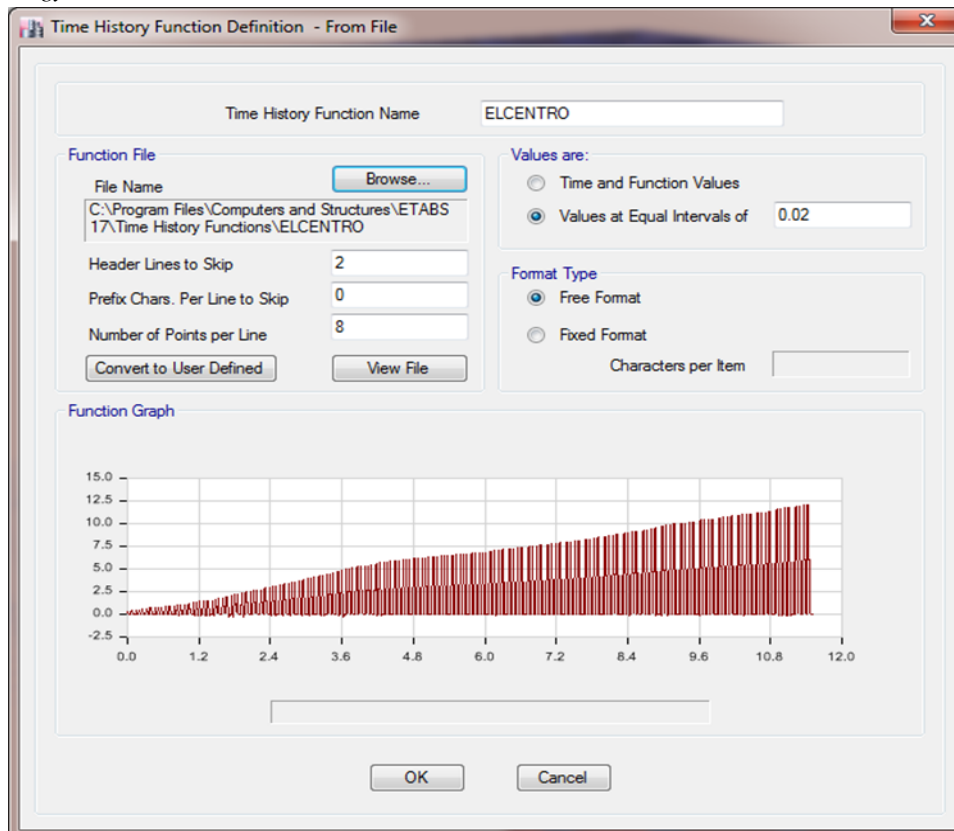 Time History Function Definition - From File
Time History Function Name
ELCENTRO
Function File
File Name
Browse...
C:\Program Files\Computers and Structures\ETABS
17\Time History Functions\ELCENTRO
Header Lines to Skip
2
Prefix Chars. Per Line to Skip
0
Number of Points per Line
8
Convert to User Defined
View File
Values are:
Time and Function Values
Values at Equal Intervals of
0.02
Format Type
Free Format
Fixed Format
Characters per Item
Function Graph
15.0
12.5
10.0
7.5
5.0
2.5
0.0
-2.5
0.0 1.2 2.4 3.6 4.8 6.0 7.2 8.4 9.6 10.8 12.0
OK
Cancel